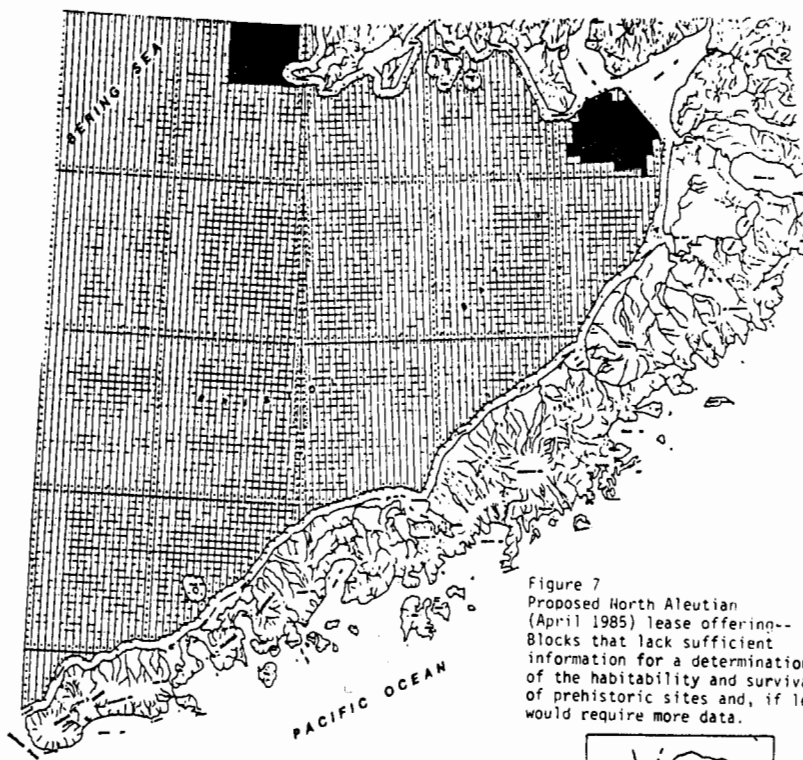 BERING SEA
PACIFIC OCEAN
Figure 7
Proposed North Aleutian
(April 1985) lease offering--
Blocks that lack sufficient
information for a determination
of the habitability and surviva
of prehistoric sites and, if le
would require more data.